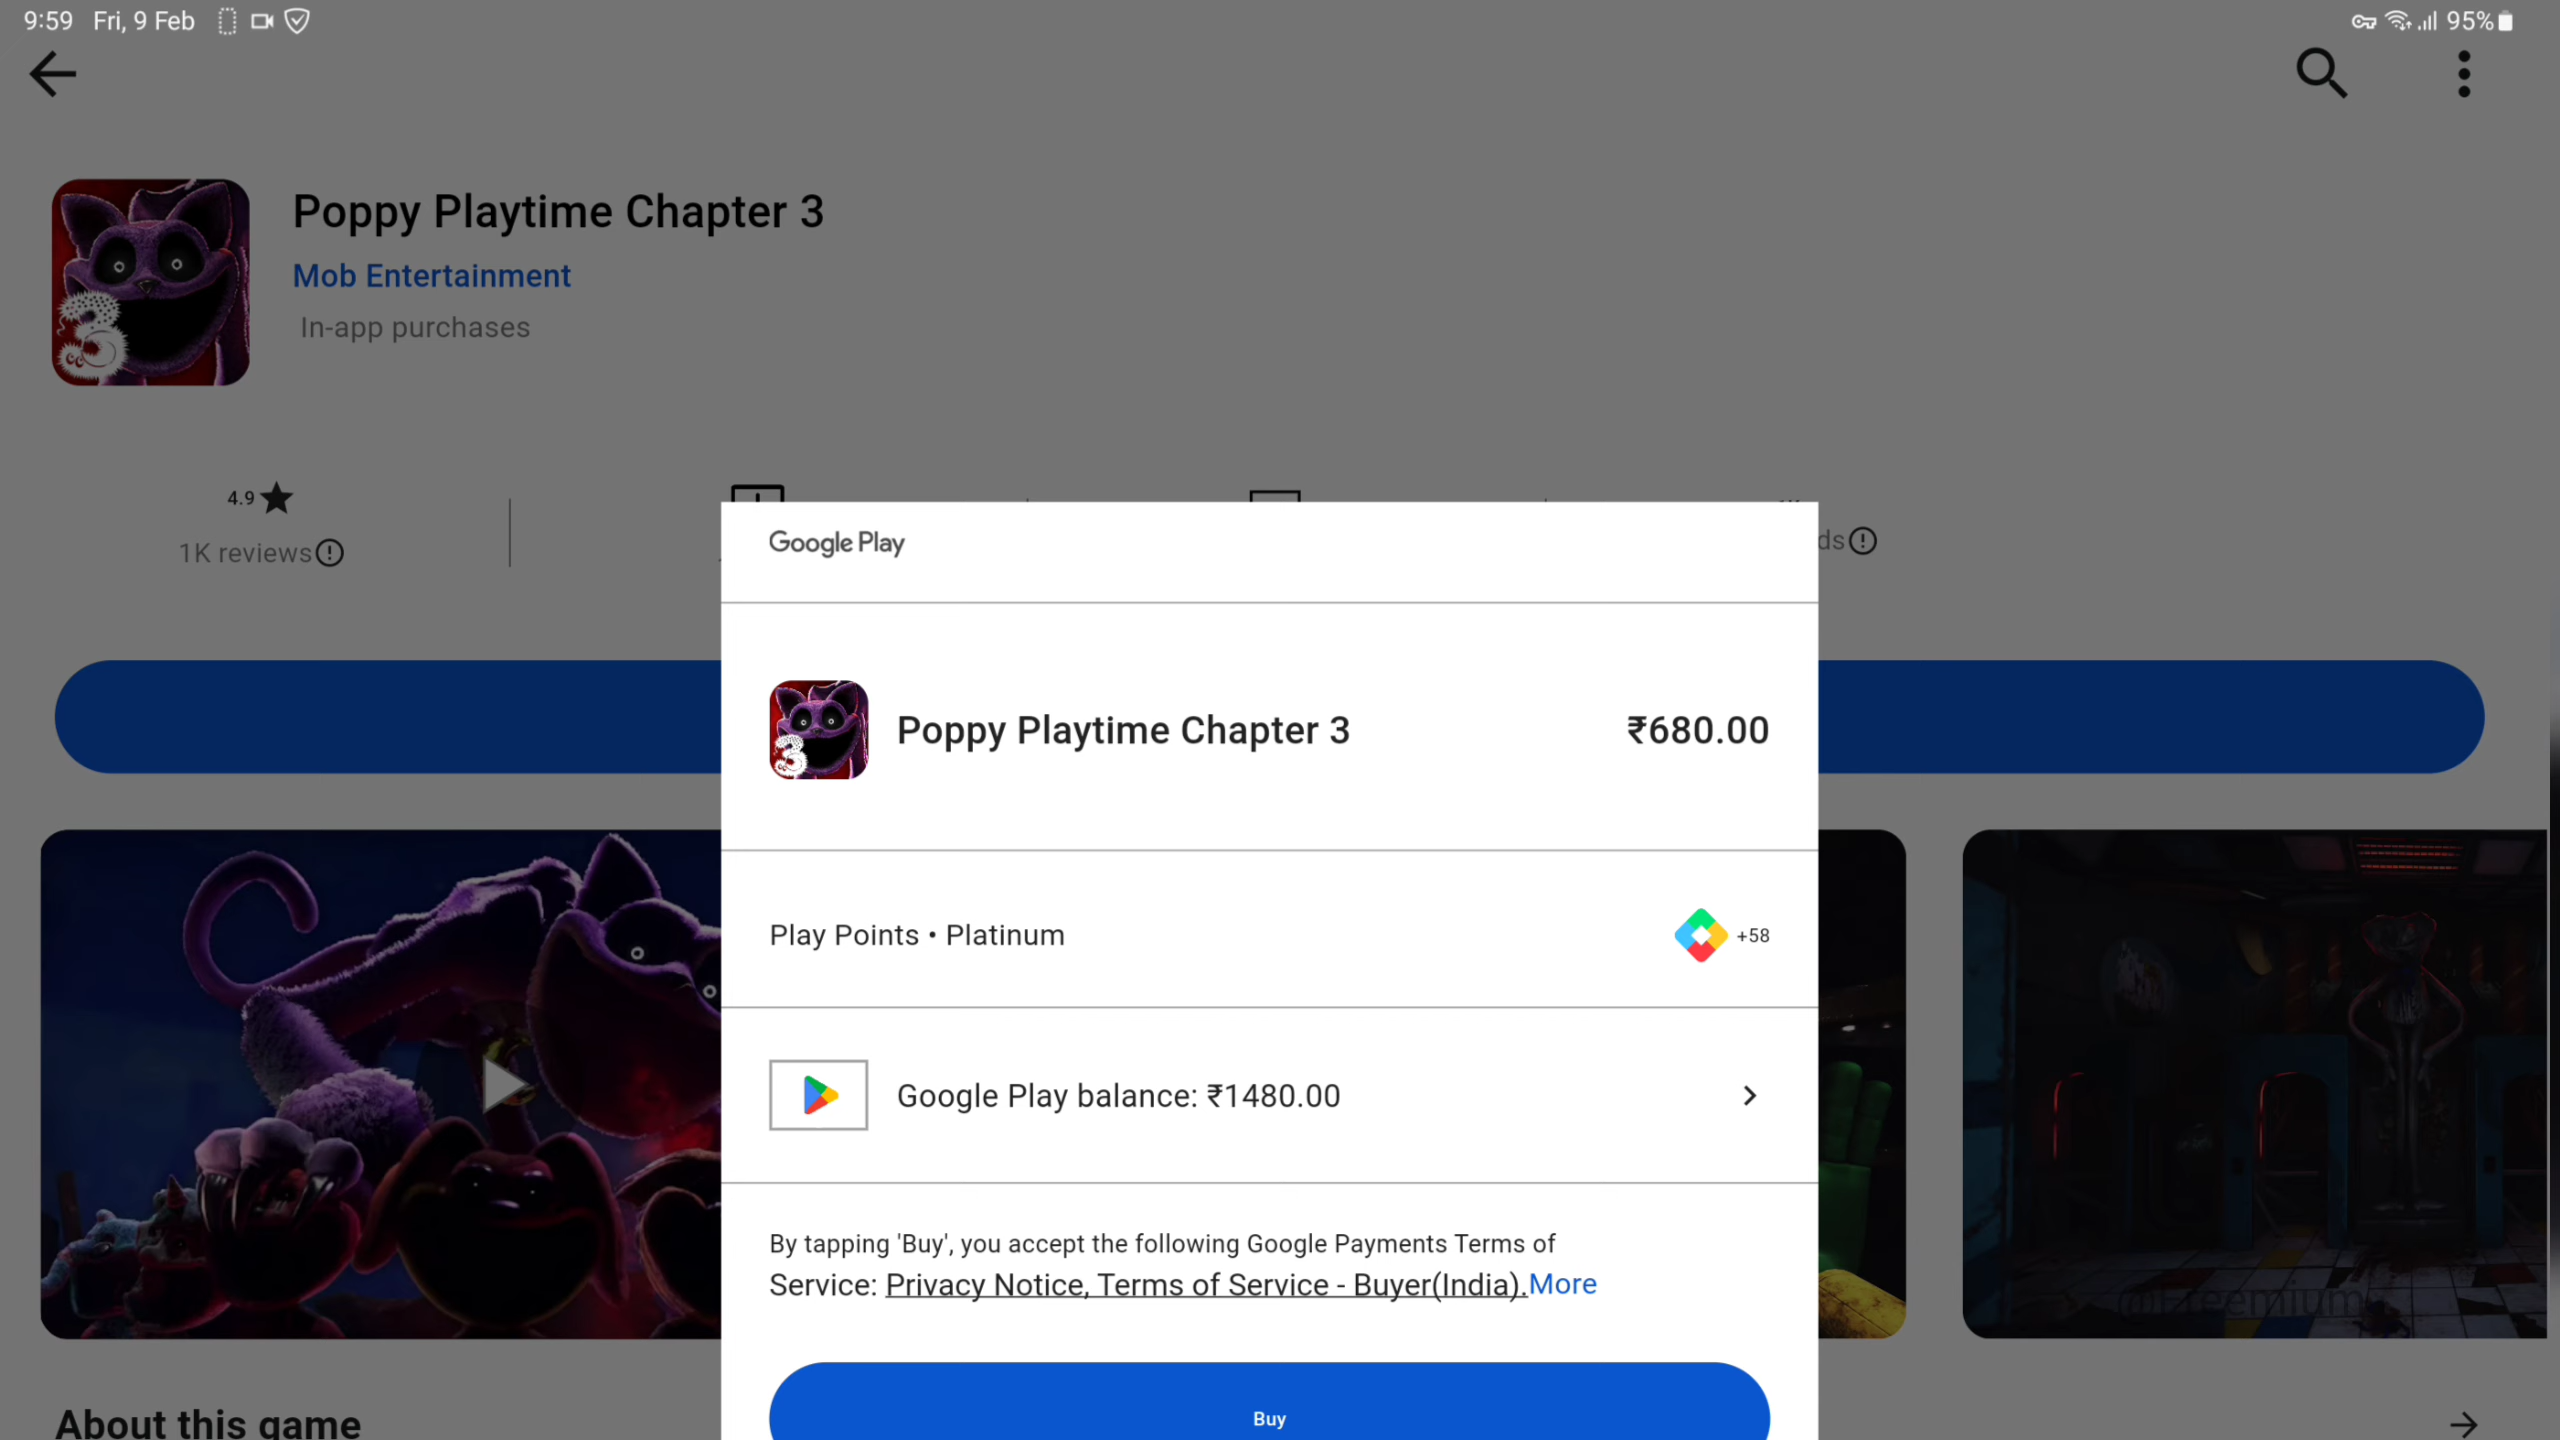 9:59 Fri, 9 Feb
95%
Poppy Playtime Chapter 3
Mob Entertainment
In-app purchases
4.9
1K reviews
ds
Google Play
Poppy Playtime Chapter 3 ₹680.00
Play Points • Platinum +58
Google Play balance: ₹1480.00
By tapping 'Buy', you accept the following Google Payments Terms of
Service: Privacy Notice, Terms of Service - Buyer(India).More
Buy
About this game